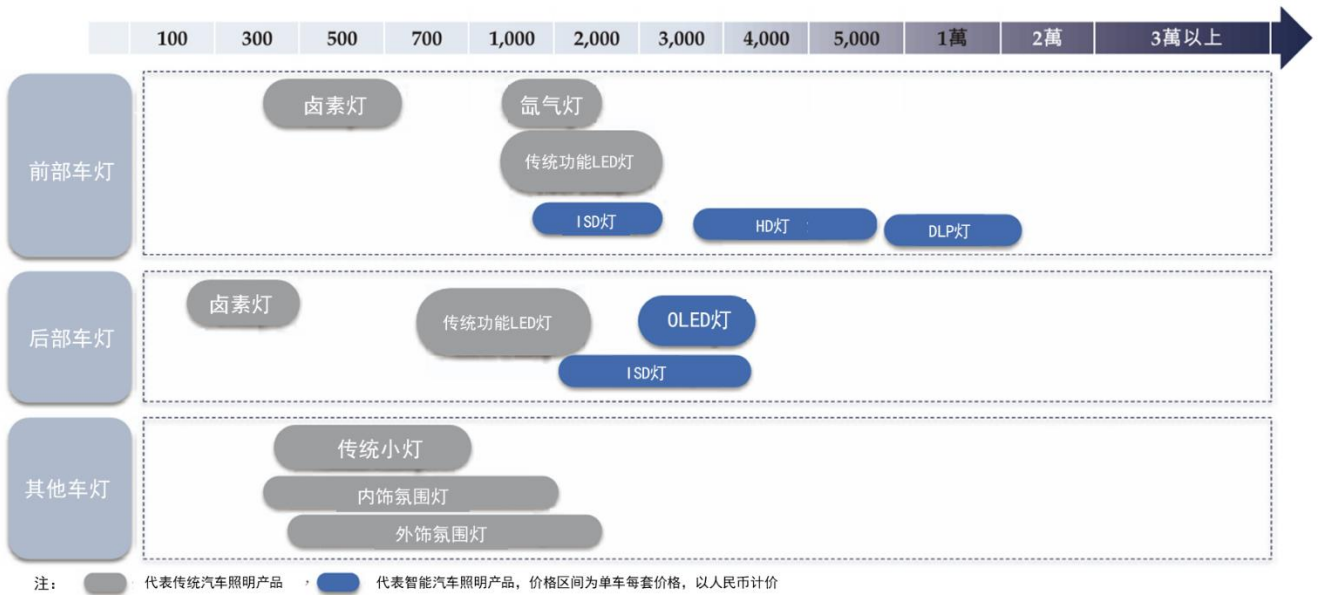 100 300 500 700 1,000 2,000 3,000 4,000 5,000 1萬 2萬 3萬以上
前部车灯
卤素灯
氙气灯
传统功能LED灯
ISD灯
HD灯
DLP灯
后部车灯
卤素灯
传统功能LED灯
OLED灯
ISD灯
其他车灯
传统小灯
内饰氛围灯
外饰氛围灯
注： 代表传统汽车照明产品 ， 代表智能汽车照明产品，价格区间为单车每套价格，以人民币计价